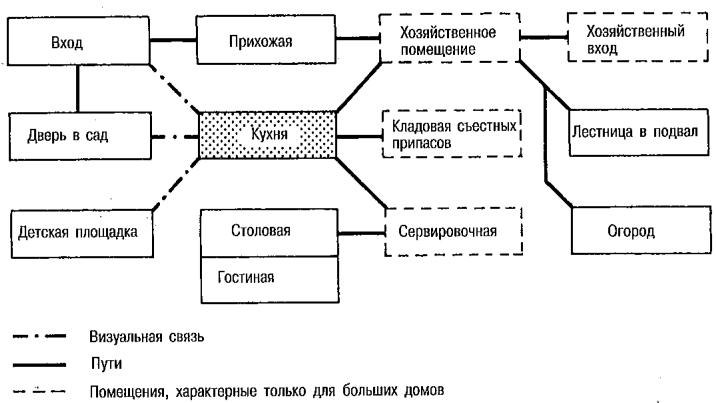 Вход
Прихожая
Хозяйственное
помещение
Хозяйственный
вход
Дверь в сад
Кухня
Кладовая съестных
припасов
Лестница в подвал
Детская площадка
Столовая
Сервировочная
Огород
Гостиная
Визуальная связь
Пути
Помещения, характерные только для больших домов